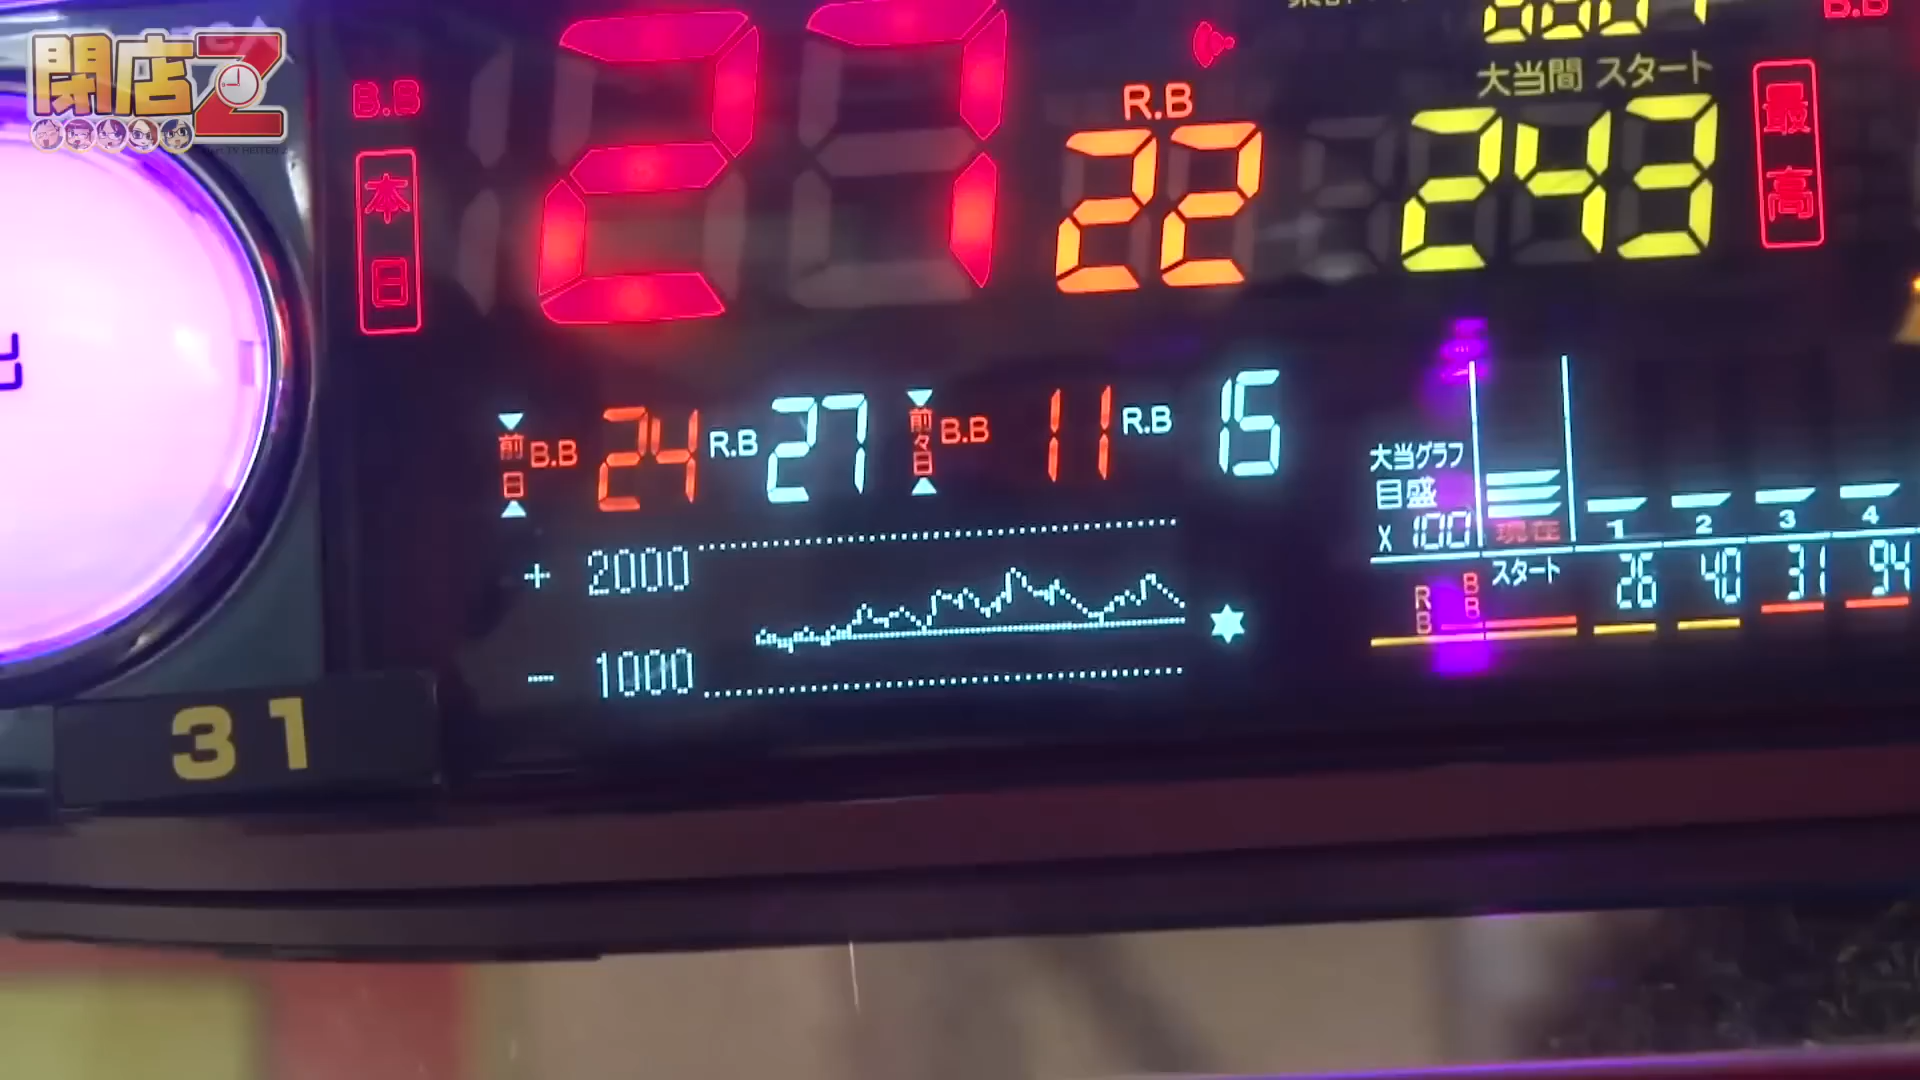 閉店Z
B.B
本日
27
R.B
22
大当間 スタート
243
最高
B.B
前日 B.B 24 R.B 27
前々日 B.B 11 R.B 15
+ 2000
- 1000
大当グラフ
目盛
X 100
現在 1 2 3 4
スタート 26 40 31 94
RB BB
31